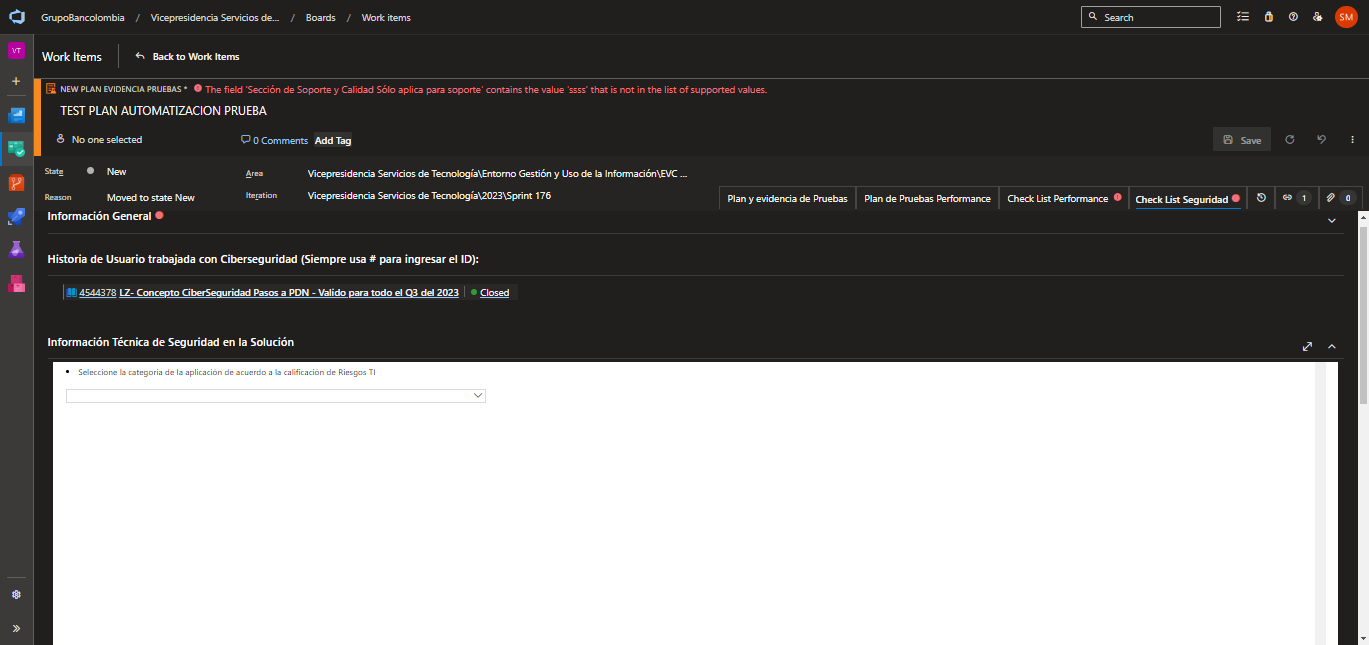 GrupoBancolombia / Vicepresidencia Servicios de... / Boards / Work items
Search
SM
VT
Work Items
Back to Work Items
NEW PLAN EVIDENCIA PRUEBAS * The field 'Sección de Soporte y Calidad Sólo aplica para soporte' contains the value 'ssss' that is not in the list of supported values.
TEST PLAN AUTOMATIZACION PRUEBA
No one selected
0 Comments
Add Tag
Save
State
New
Area
Vicepresidencia Servicios de Tecnología\Entorno Gestión y Uso de la Información\EVC ...
Reason
Moved to state New
Iteration
Vicepresidencia Servicios de Tecnología\2023\Sprint 176
Plan y evidencia de Pruebas
Plan de Pruebas Performance
Check List Performance
Check List Seguridad
1
0
Información General
Historia de Usuario trabajada con Ciberseguridad (Siempre usa # para ingresar el ID):
4544378 LZ- Concepto CiberSeguridad Pasos a PDN - Valido para todo el Q3 del 2023
Closed
Información Técnica de Seguridad en la Solución
• Seleccione la categoría de la aplicación de acuerdo a la calificación de Riesgos TI